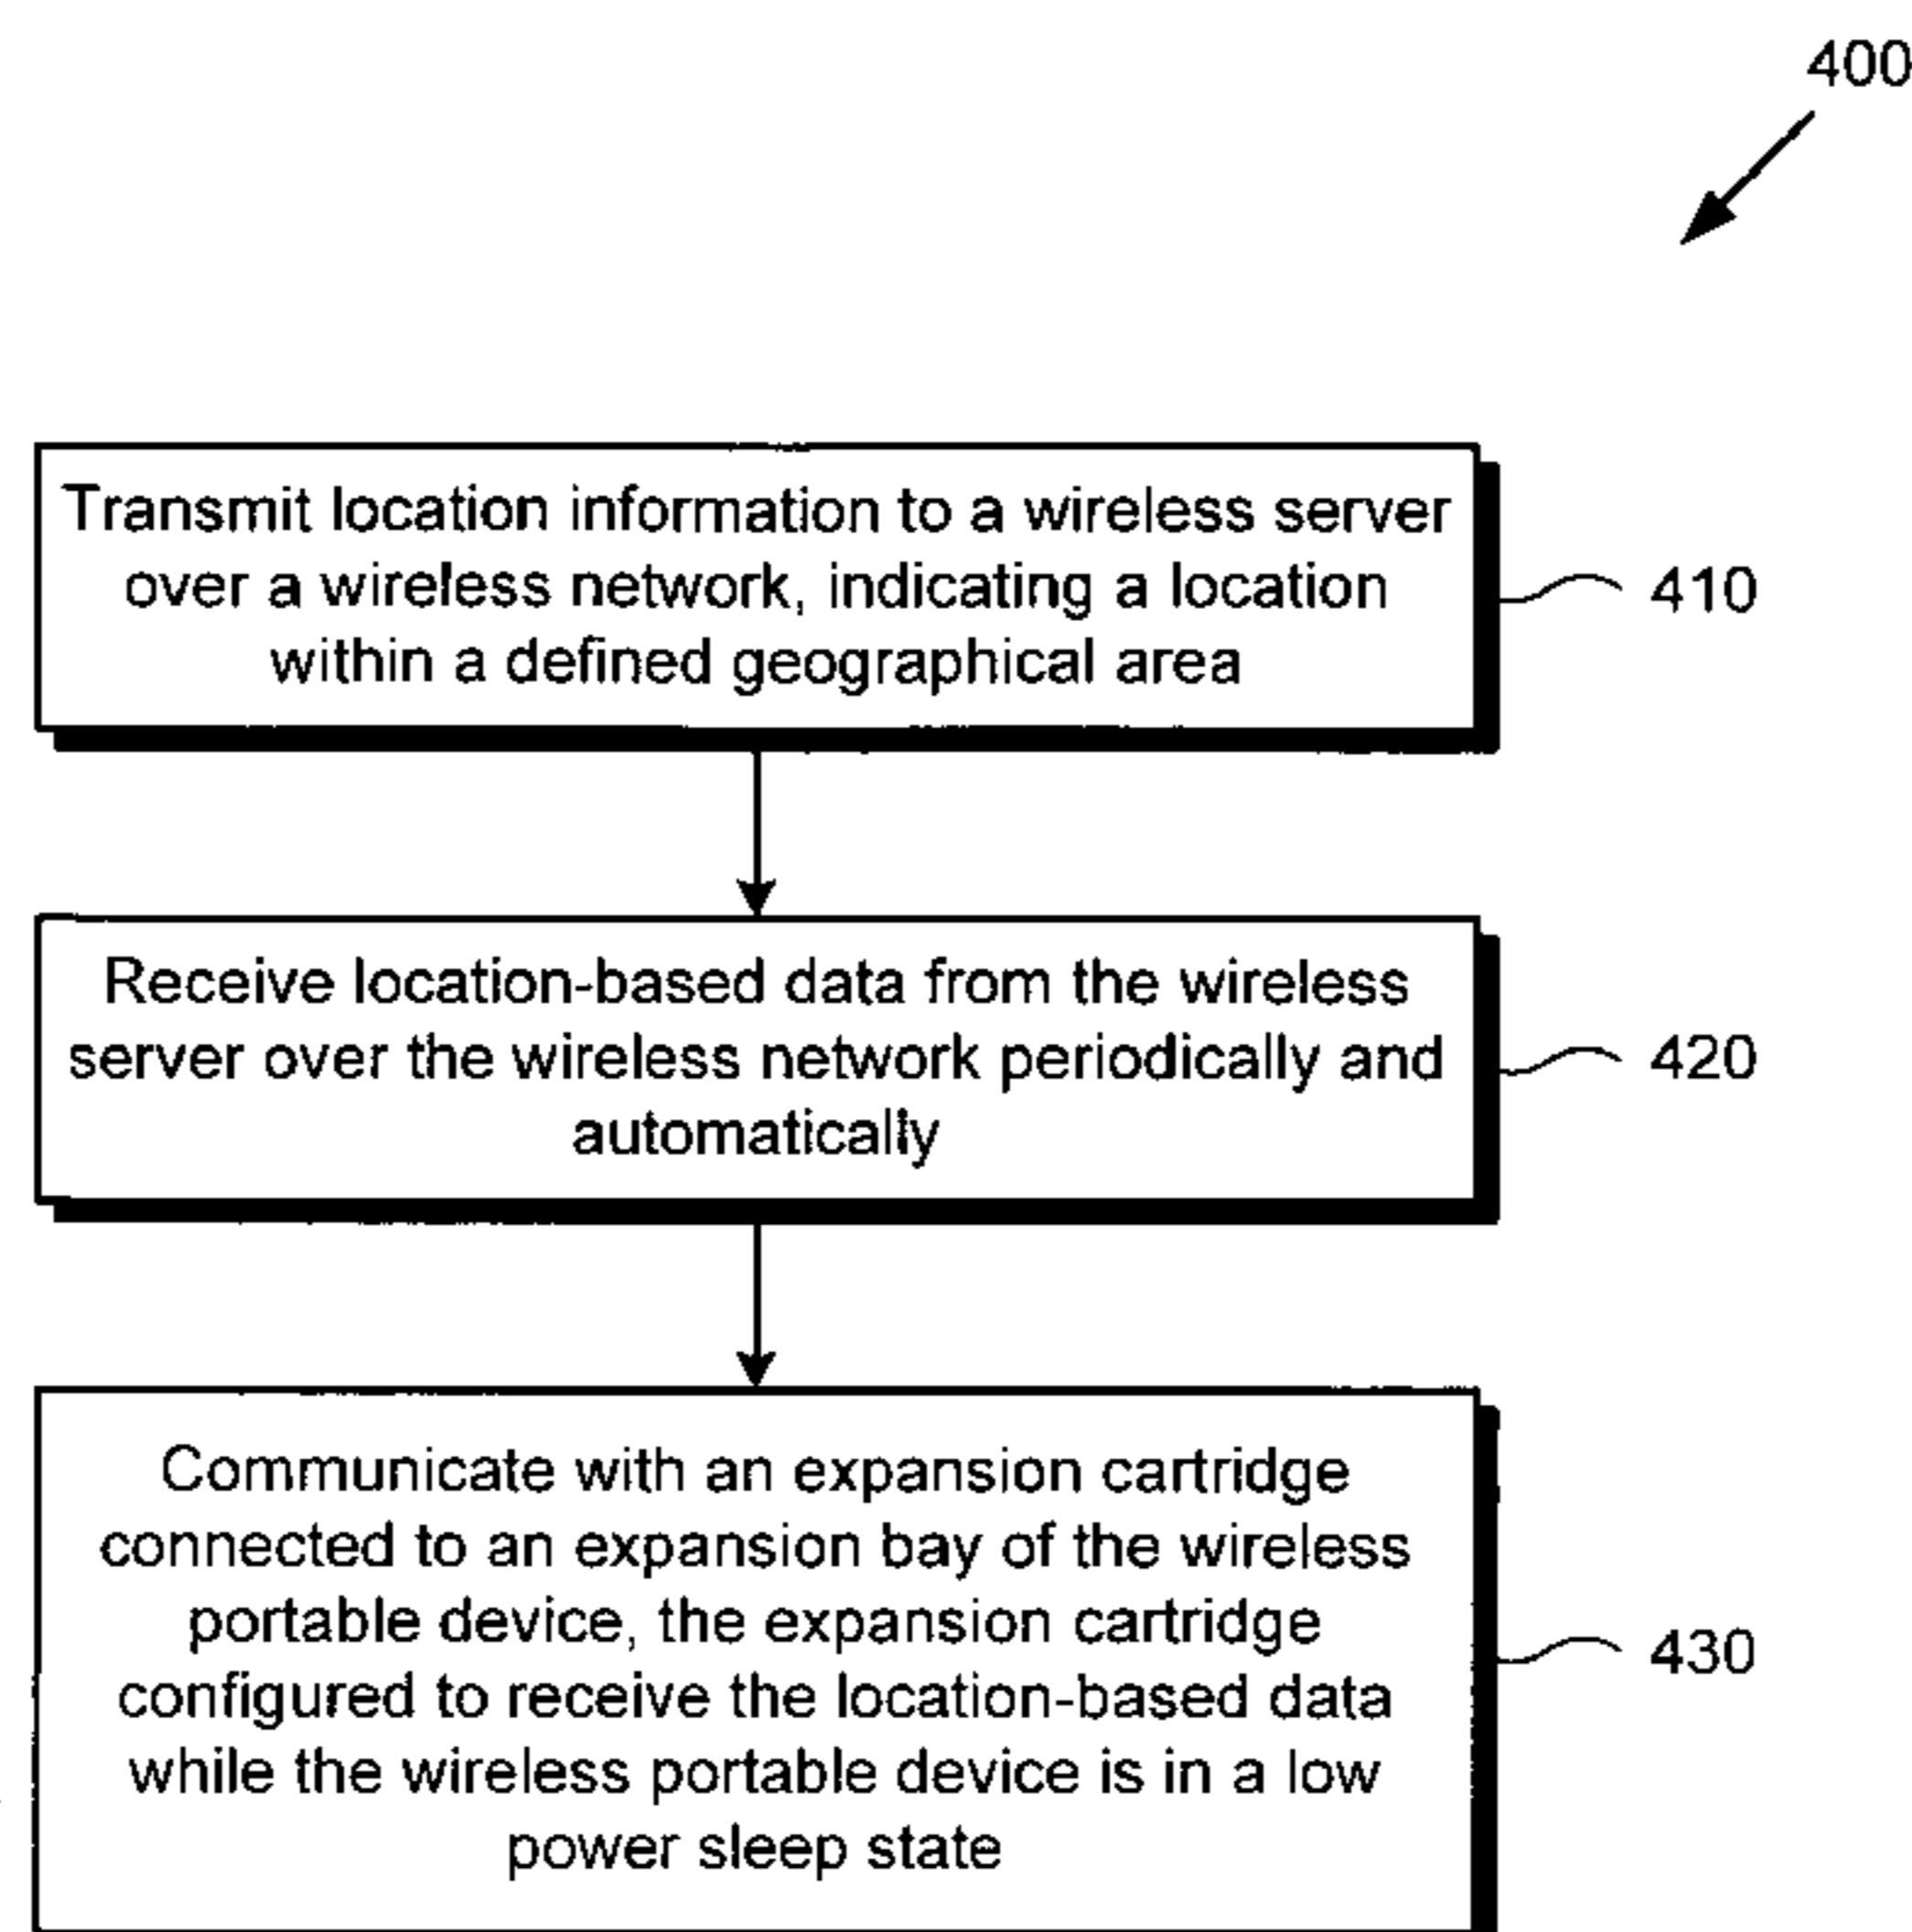 400
Transmit location information to a wireless server
over a wireless network, indicating a location
within a defined geographical area
410
Receive location-based data from the wireless
server over the wireless network periodically and
automatically
420
Communicate with an expansion cartridge
connected to an expansion bay of the wireless
portable device, the expansion cartridge
configured to receive the location-based data
while the wireless portable device is in a low
power sleep state
430